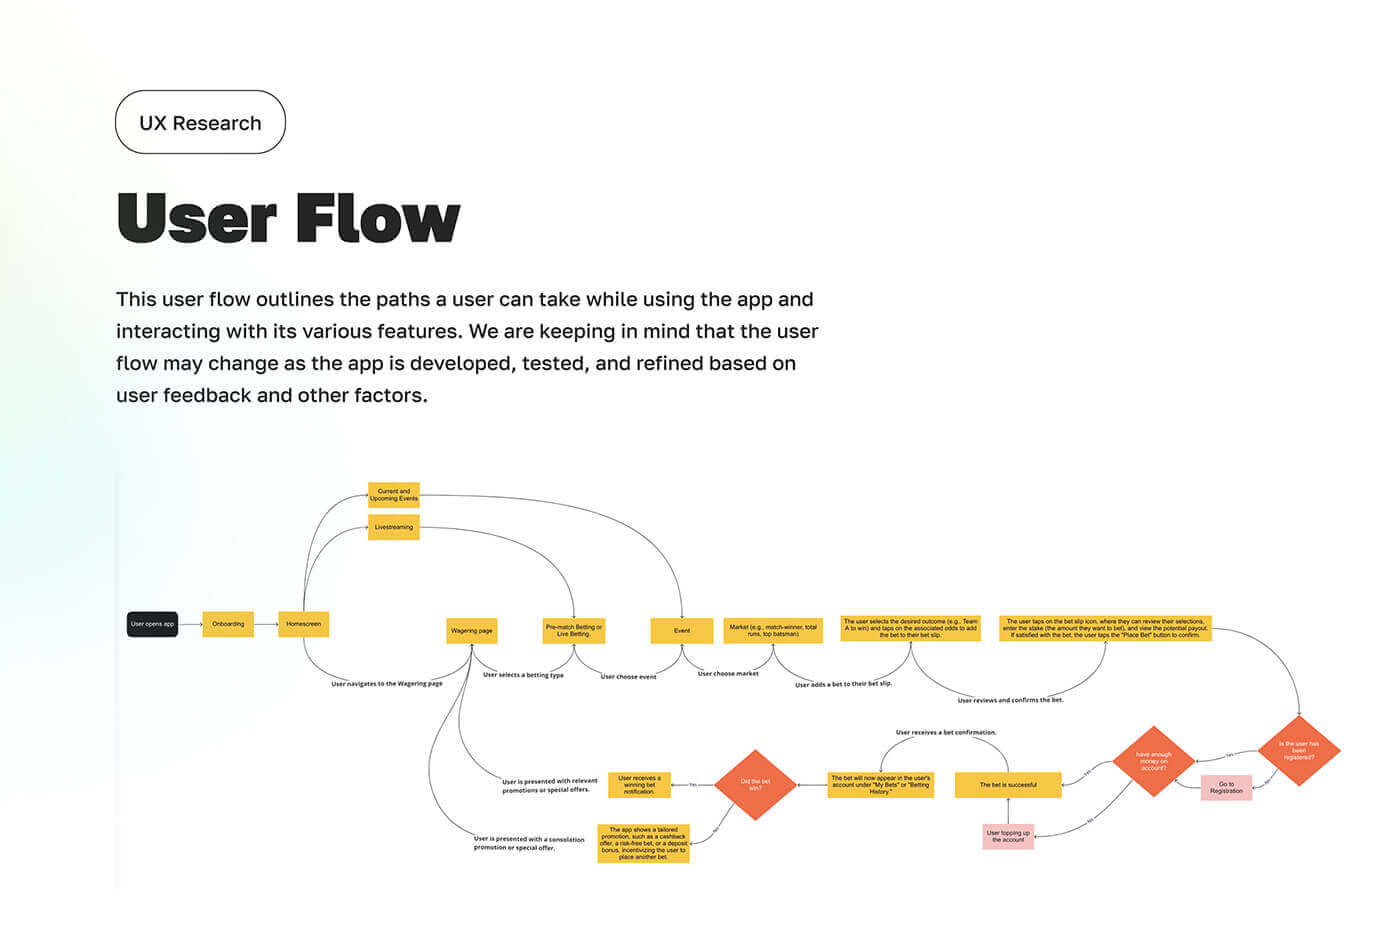 UX Research
User Flow
This user flow outlines the paths a user can take while using the app and
interacting with its various features. We are keeping in mind that the user
flow may change as the app is developed, tested, and refined based on
user feedback and other factors.
Current and
Upcoming Events
Livestreaming
User opens app
Onboarding
Homescreen
Wagering page
Pre-match Betting or
Live Betting.
Event
Market (e.g., match-winner, total
runs, top batsman)
The user selects the desired outcome (e.g., Team
A to win) and taps on the associated odds to add
the bet to their bet slip.
The user taps on the bet slip icon, where they can review their selections,
enter the stake (the amount they want to bet), and view the potential payout.
If satisfied with the bet, the user taps the "Place Bet" button to confirm.
User navigates to the Wagering page
User selects a betting type
User choose event
User choose market
User adds a bet to their bet slip.
User reviews and confirms the bet.
User receives a bet confirmation.
Is the user has
been
registered?
Yes
No
Go to
Registration
have enough
money on
account?
Yes
No
The bet is successful
User topping up
the account
The bet will now appear in the user's
account under "My Bets" or "Betting
History."
Did the bet
win?
Yes
No
User receives a
winning bet
notification.
User is presented with relevant
promotions or special offers.
The app shows a tailored
promotion, such as a cashback
offer, a risk-free bet, or a deposit
bonus, incentivizing the user to
place another bet.
User is presented with a consolation
promotion or special offer.